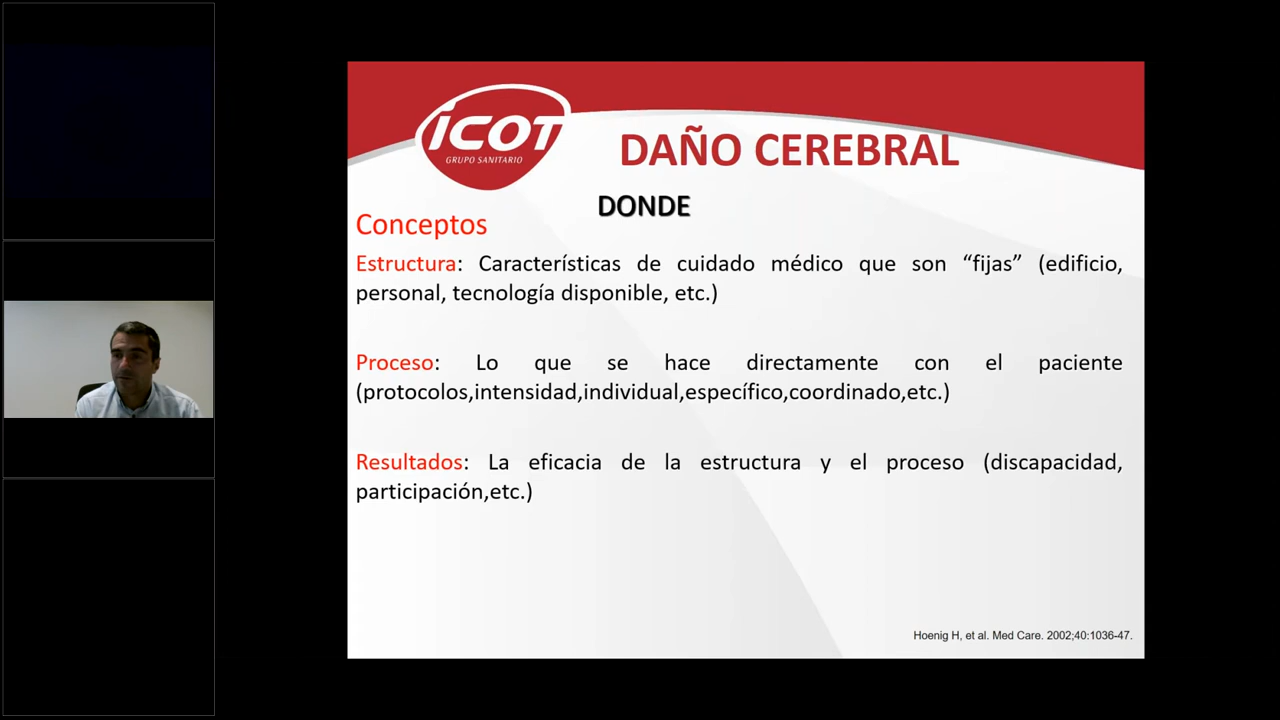 iCOT
GRUPO SANITARIO
DAÑO CEREBRAL
DONDE
Conceptos
Estructura: Características de cuidado médico que son “fijas” (edificio,
personal, tecnología disponible, etc.)
Proceso: Lo que se hace directamente con el paciente
(protocolos,intensidad,individual,específico,coordinado,etc.)
Resultados: La eficacia de la estructura y el proceso (discapacidad,
participación,etc.)
Hoenig H, et al. Med Care. 2002;40:1036-47.